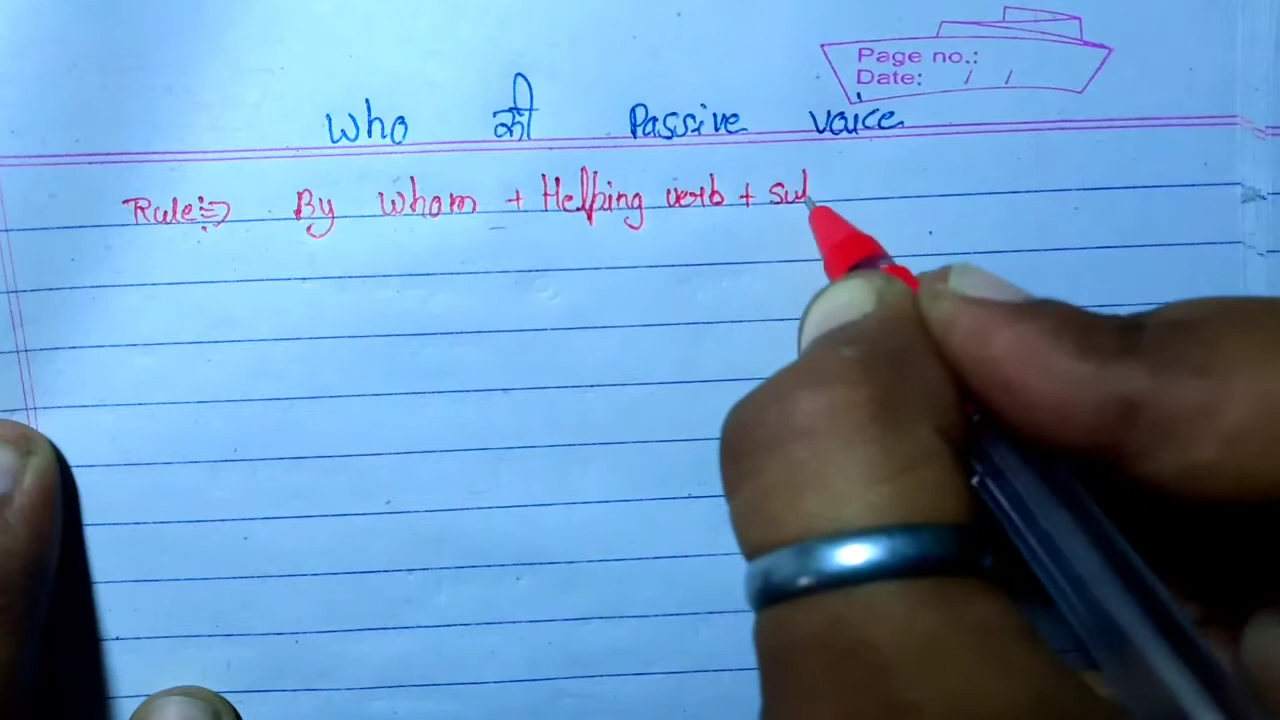 Page no.:
Date: / /
Who की Passive voice
Rule:⇒ By whom + Helping verb + sub